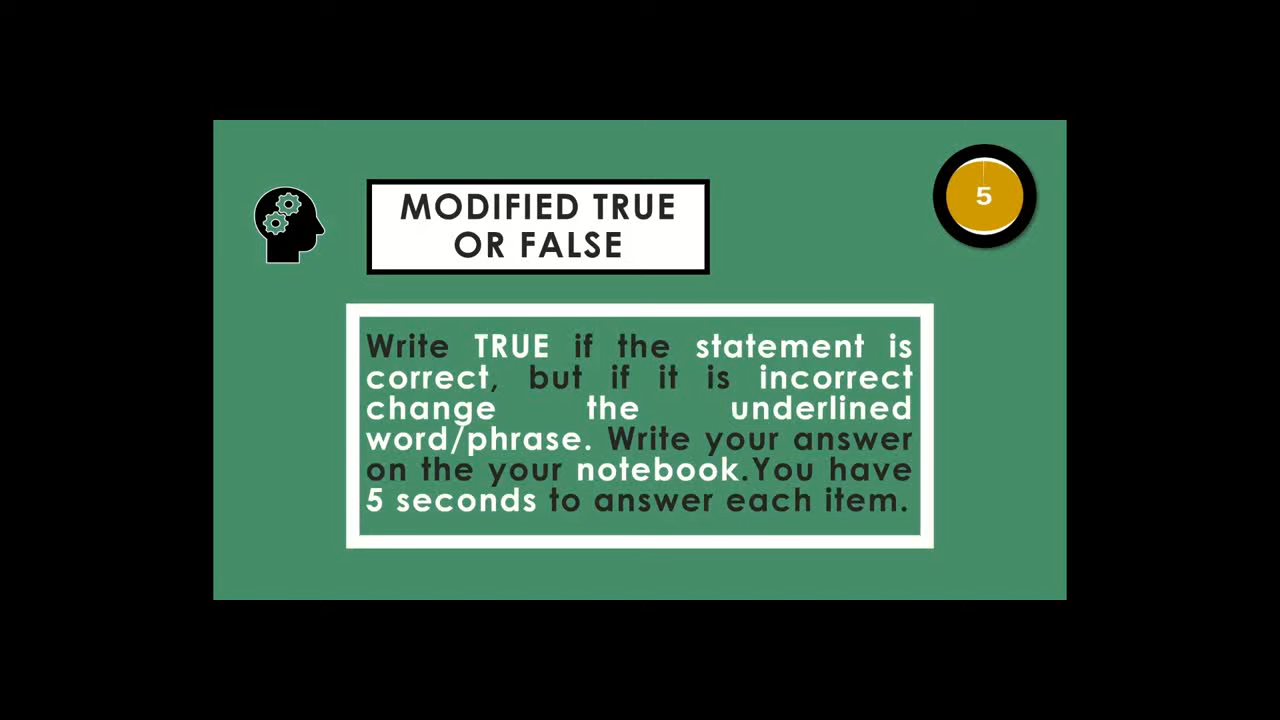 MODIFIED TRUE
OR FALSE
5
Write TRUE if the statement is
correct, but if it is incorrect
change the underlined
word/phrase. Write your answer
on the your notebook.You have
5 seconds to answer each item.